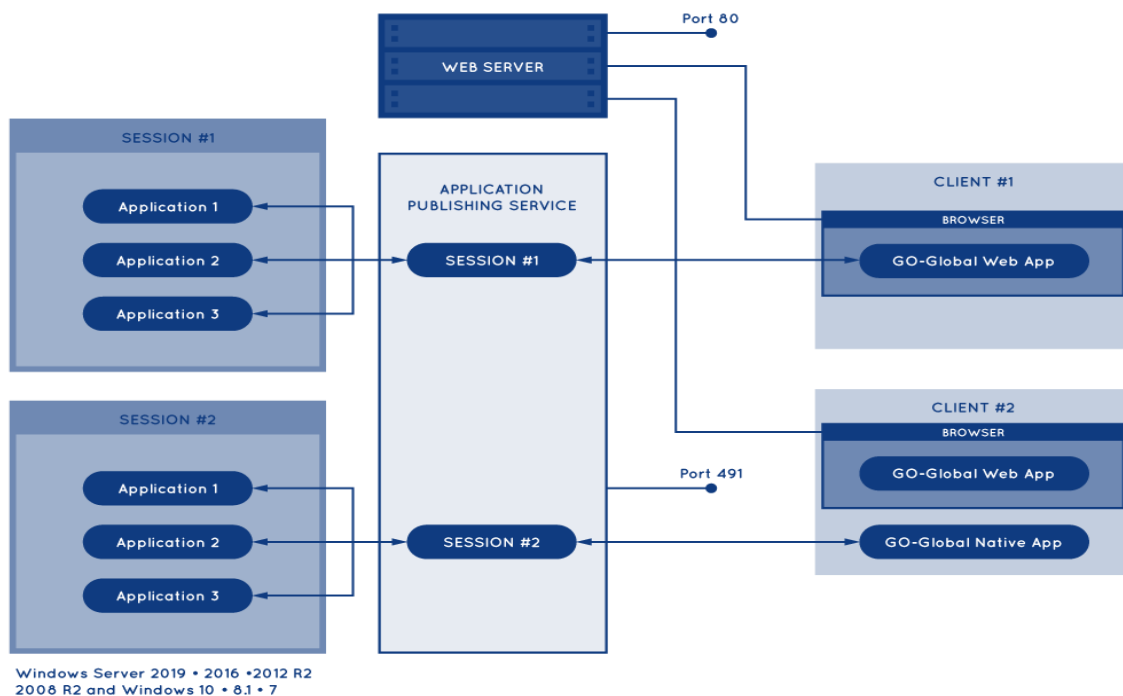 Port 80
WEB SERVER
SESSION #1
Application 1
Application 2
Application 3
APPLICATION
PUBLISHING SERVICE
SESSION #1
CLIENT #1
BROWSER
GO-Global Web App
SESSION #2
Application 1
Application 2
Application 3
Port 491
SESSION #2
CLIENT #2
BROWSER
GO-Global Web App
GO-Global Native App
Windows Server 2019 • 2016 •2012 R2
2008 R2 and Windows 10 • 8.1 • 7